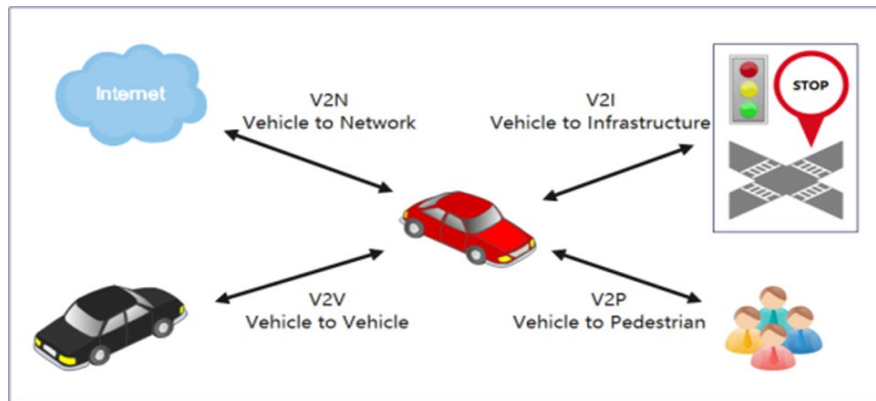 Internet
V2N
Vehicle to Network
V2I
Vehicle to Infrastructure
STOP
V2V
Vehicle to Vehicle
V2P
Vehicle to Pedestrian